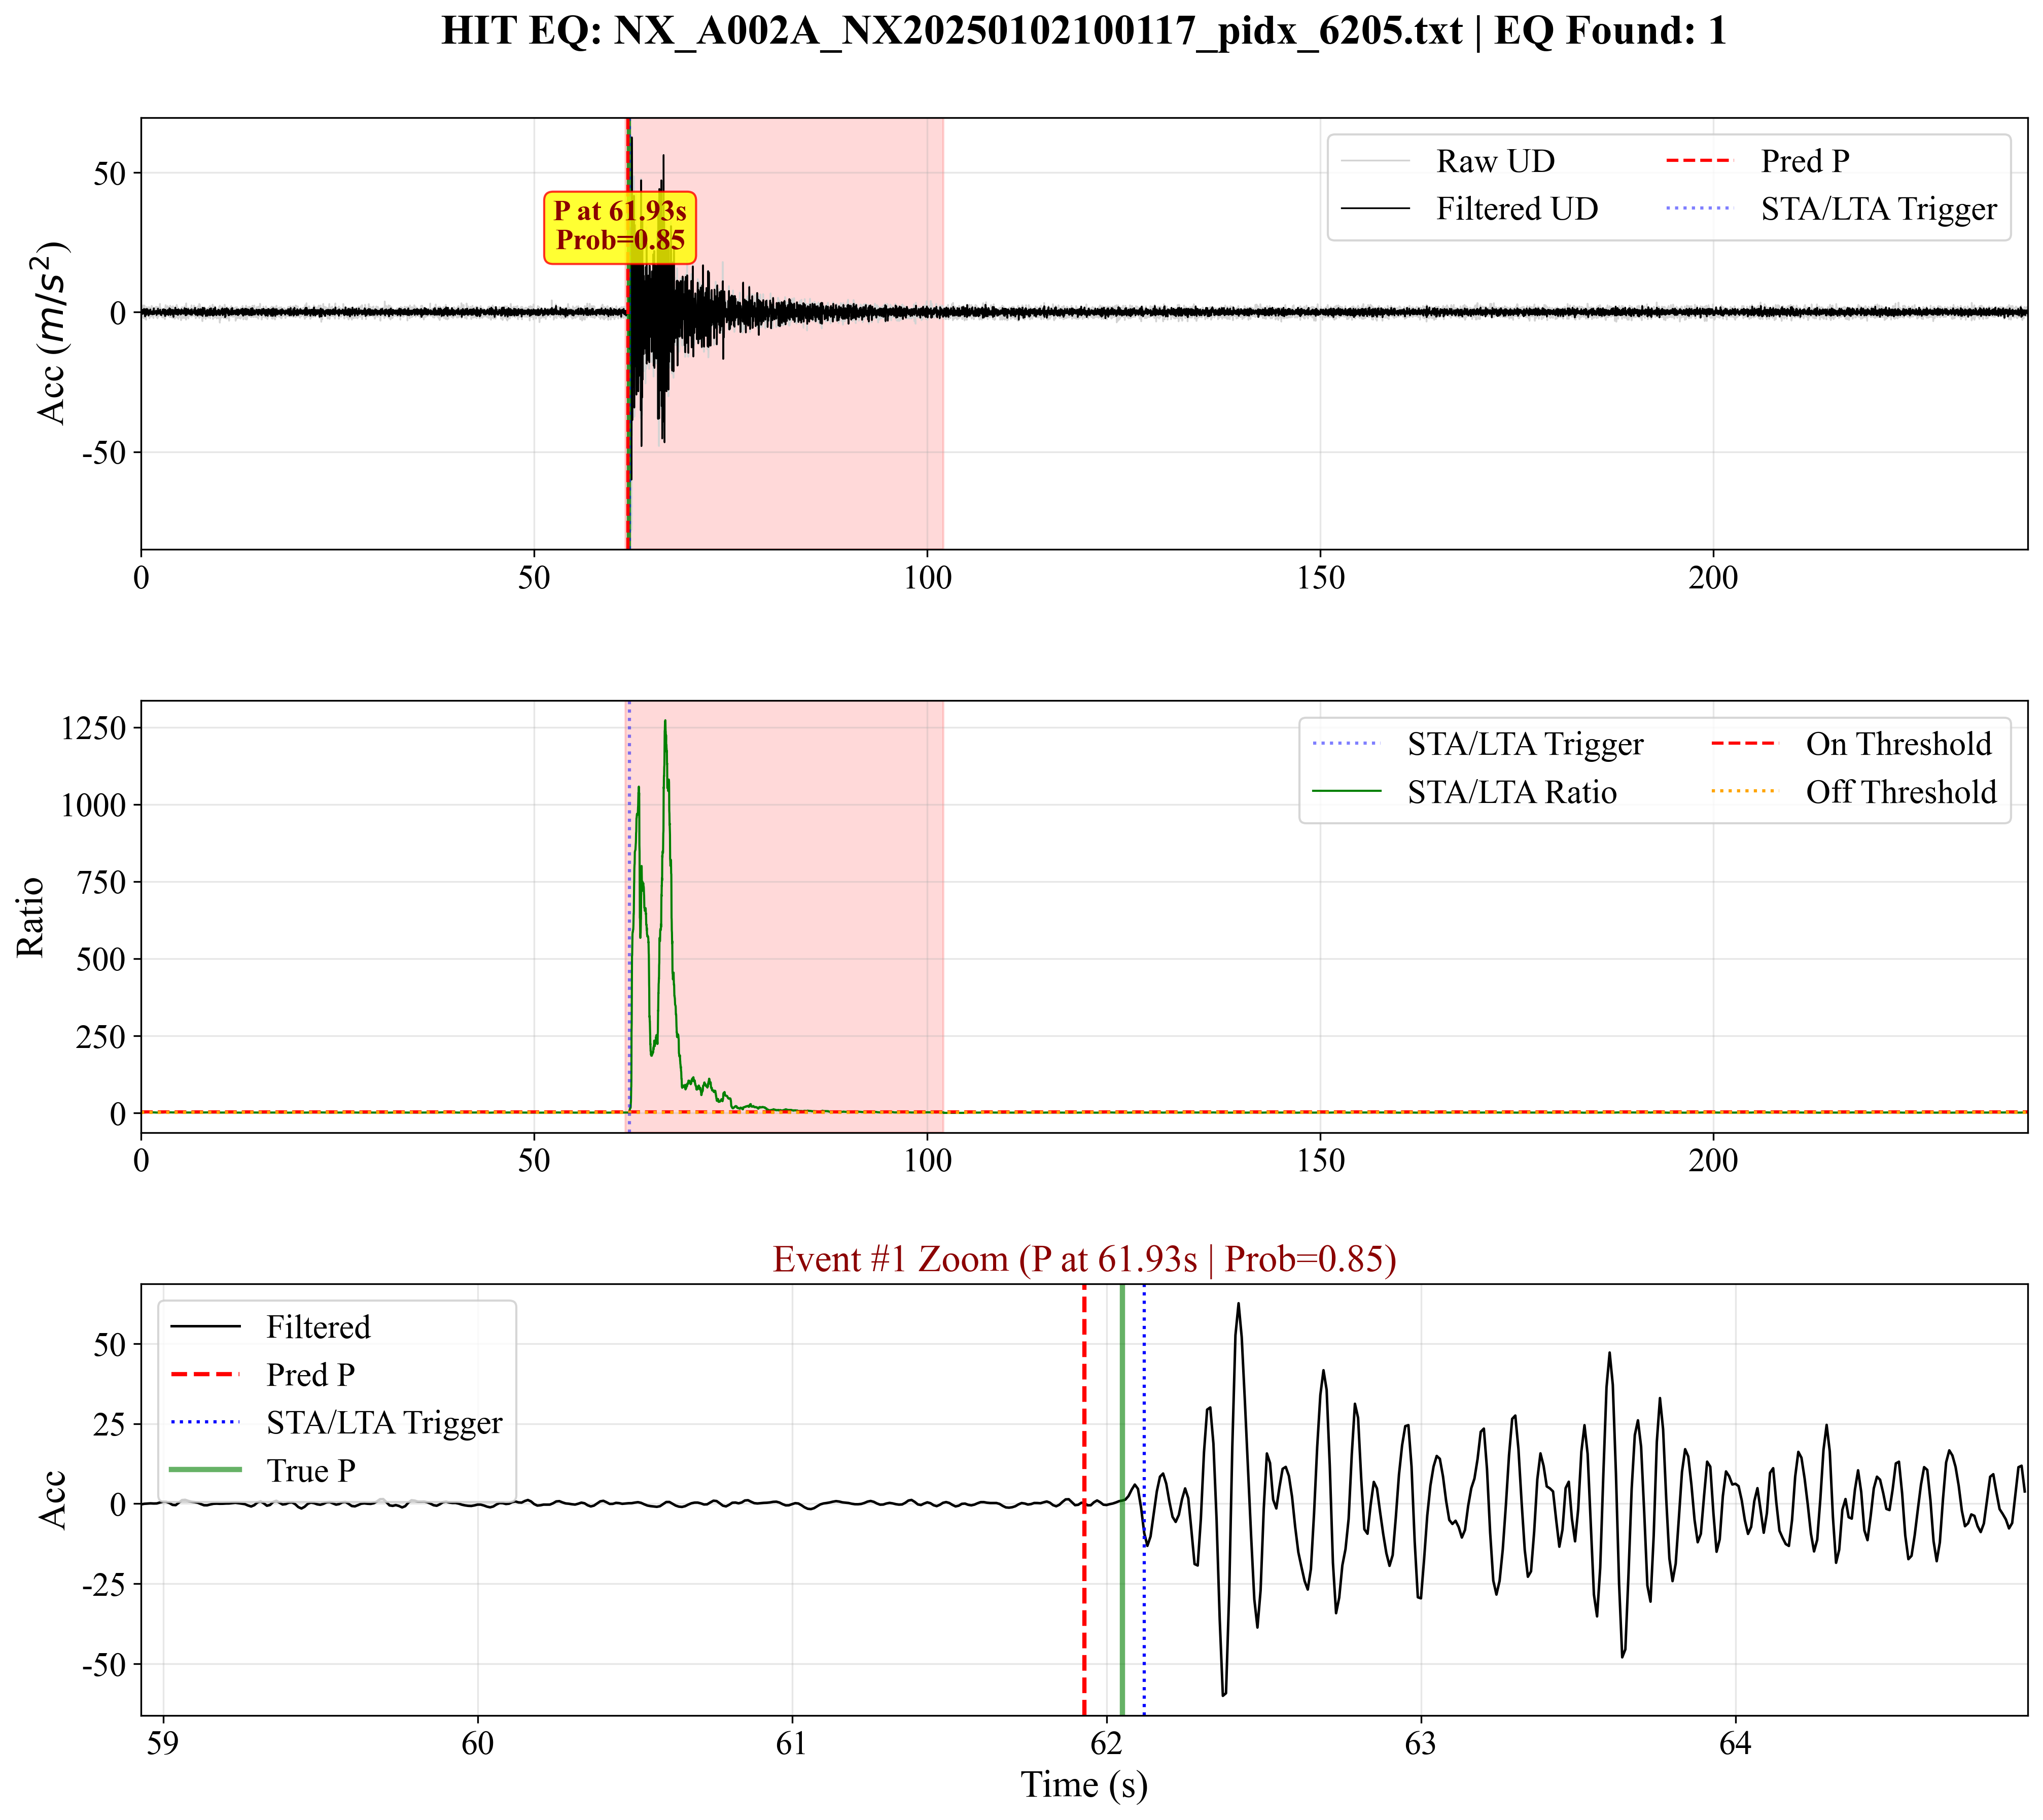 HIT EQ: NX_A002A_NX20250102100117_pidx_6205.txt | EQ Found: 1
Acc (m/s²)
50
0
-50
P at 61.93s
Prob=0.85
Raw UD
Filtered UD
Pred P
STA/LTA Trigger
0 50 100 150 200
Ratio
1250
1000
750
500
250
0
STA/LTA Trigger
STA/LTA Ratio
On Threshold
Off Threshold
0 50 100 150 200
Event #1 Zoom (P at 61.93s | Prob=0.85)
Acc
50
25
0
-25
-50
Filtered
Pred P
STA/LTA Trigger
True P
59 60 61 62 63 64
Time (s)